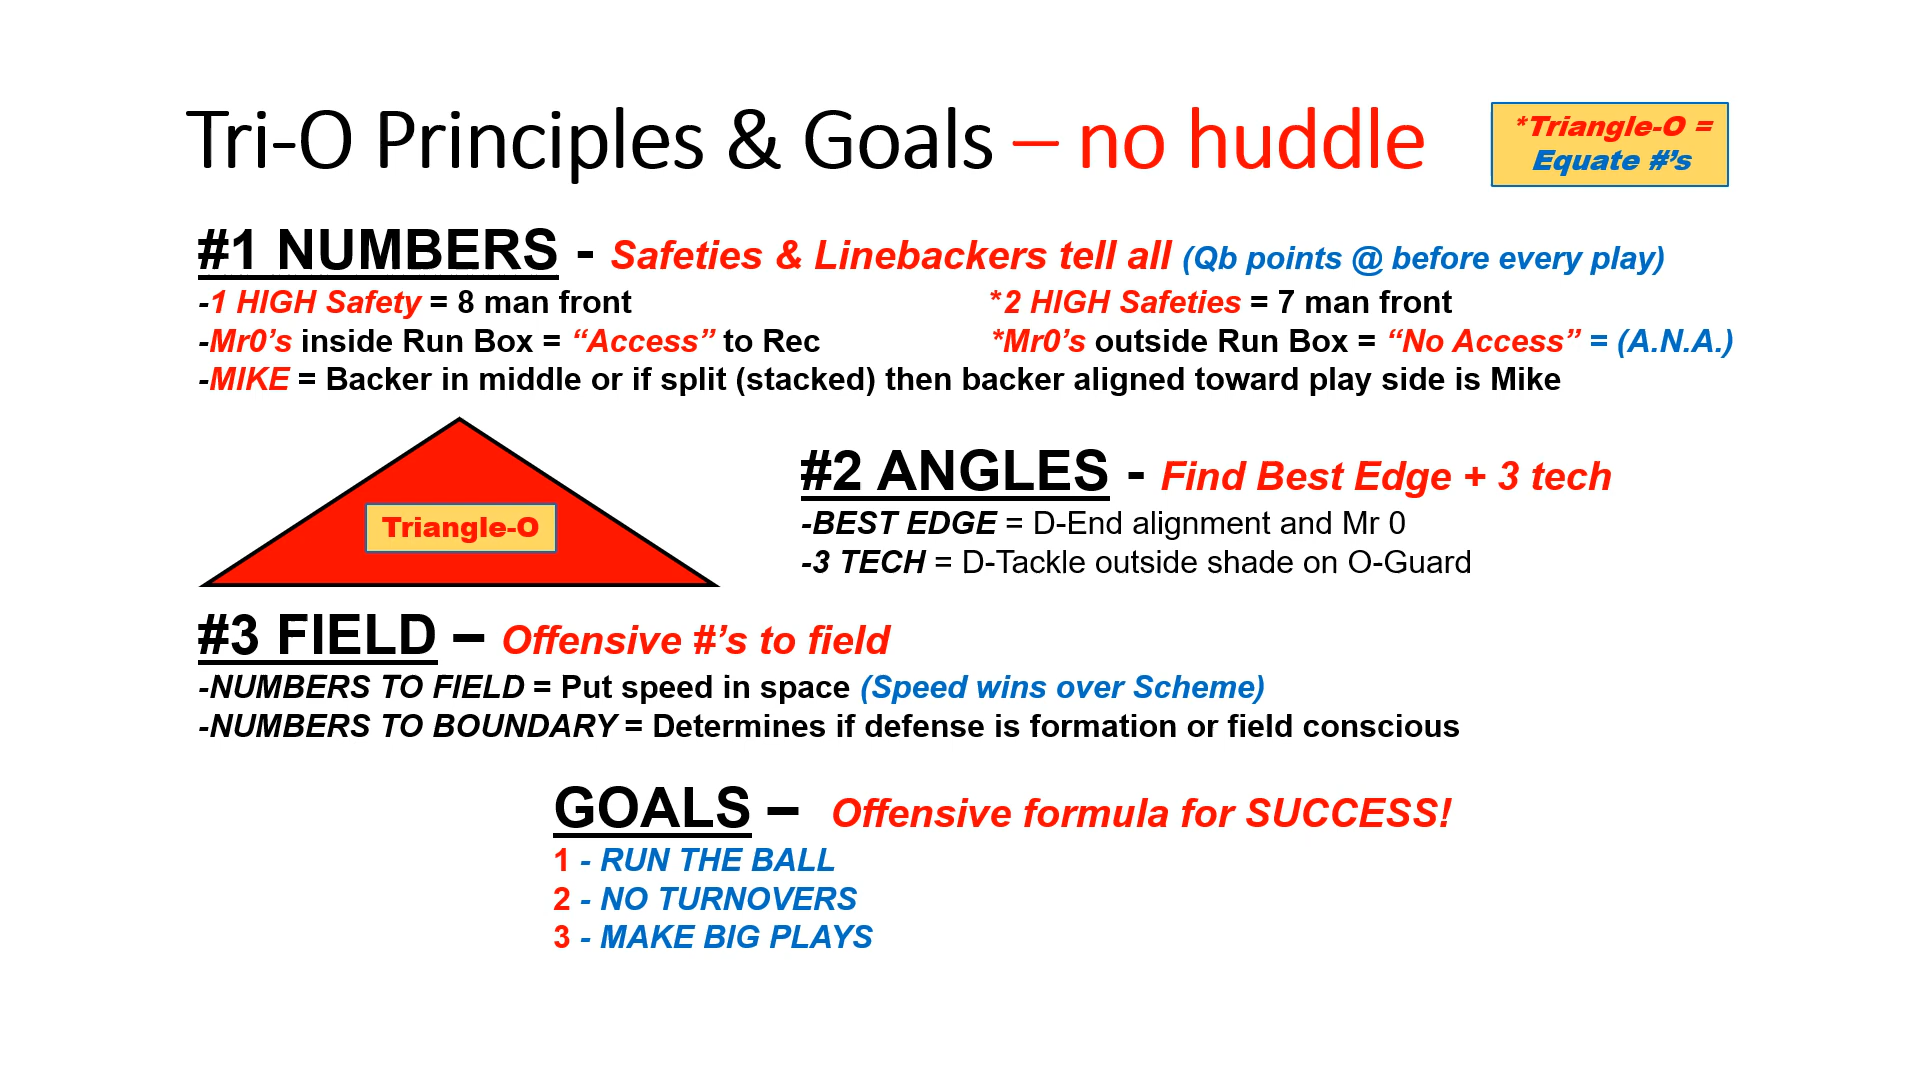 Tri-O Principles & Goals – no huddle
*Triangle-O =
Equate #’s
#1 NUMBERS - Safeties & Linebackers tell all (Qb points @ before every play)
-1 HIGH Safety = 8 man front
*2 HIGH Safeties = 7 man front
-Mr0’s inside Run Box = “Access” to Rec
*Mr0’s outside Run Box = “No Access” = (A.N.A.)
-MIKE = Backer in middle or if split (stacked) then backer aligned toward play side is Mike
Triangle-O
#2 ANGLES - Find Best Edge + 3 tech
-BEST EDGE = D-End alignment and Mr 0
-3 TECH = D-Tackle outside shade on O-Guard
#3 FIELD – Offensive #’s to field
-NUMBERS TO FIELD = Put speed in space (Speed wins over Scheme)
-NUMBERS TO BOUNDARY = Determines if defense is formation or field conscious
GOALS – Offensive formula for SUCCESS!
1 - RUN THE BALL
2 - NO TURNOVERS
3 - MAKE BIG PLAYS